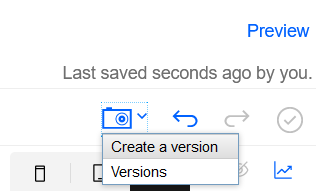 Preview
Last saved seconds ago by you.
Create a version
Versions